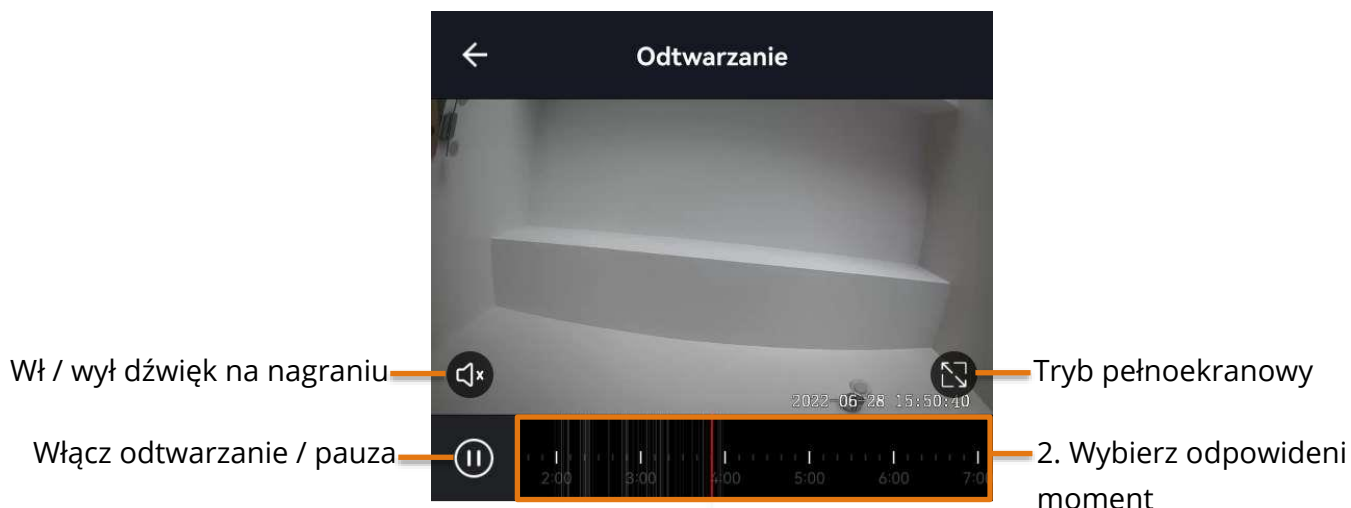 Odtwarzanie
Wł / wył dźwięk na nagraniu
Tryb pełnoekranowy
2022-06-28 15:50:40
Włącz odtwarzanie / pauza
2:00 3:00 4:00 5:00 6:00 7:00
2. Wybierz odpowideni
moment